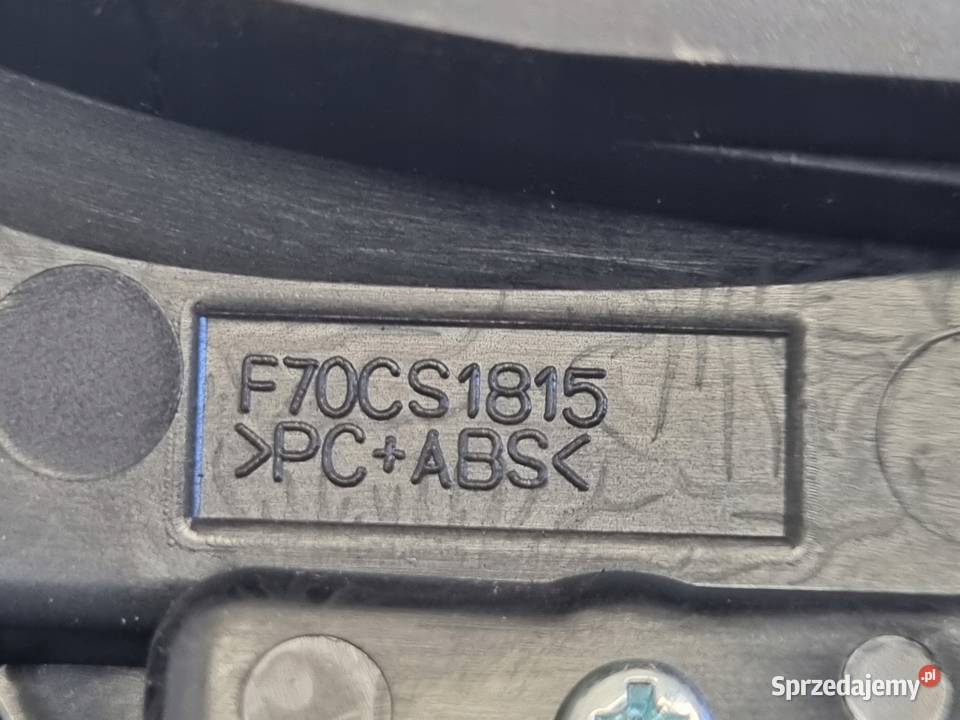 F70CS1815
>PC+ABS<
Sprzedajemy.pl